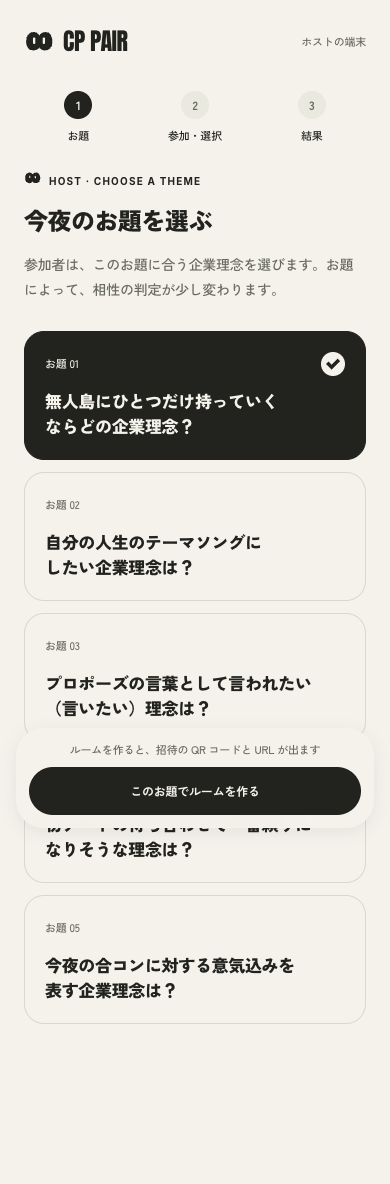 CP PAIR
ホストの端末
1
2
3
お題
参加・選択
結果
HOST · CHOOSE A THEME
今夜のお題を選ぶ
参加者は、このお題に合う企業理念を選びます。お題
によって、相性の判定が少し変わります。
お題 01
無人島にひとつだけ持っていく
ならどの企業理念？
お題 02
自分の人生のテーマソングに
したい企業理念は？
お題 03
プロポーズの言葉として言われたい
（言いたい）理念は？
ルームを作ると、招待の QR コードと URL が出ます
このお題でルームを作る
なりそうな理念は？
お題 05
今夜の合コンに対する意気込みを
表す企業理念は？